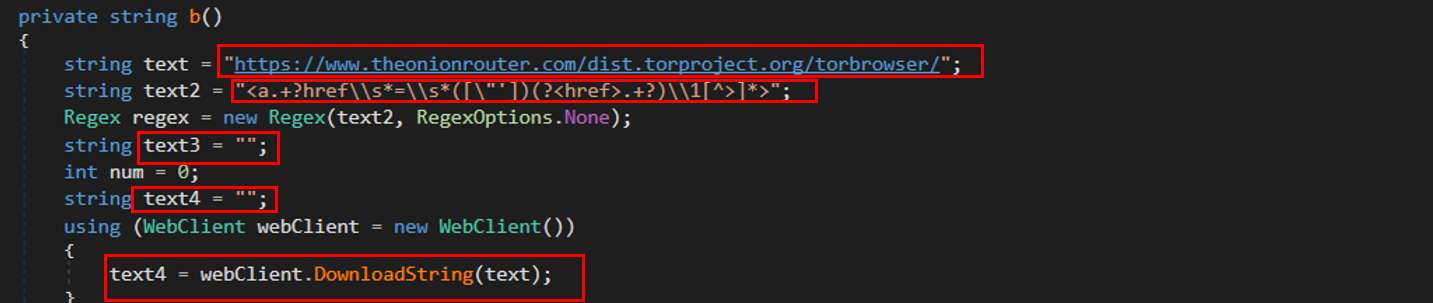 private string b()
{
string text = "https://www.theonionrouter.com/dist.torproject.org/torbrowser/";
string text2 = "<a.+?href\\s*=\\s*([\"'])(?<href>.+?)\\1[^>]*>";
Regex regex = new Regex(text2, RegexOptions.None);
string text3 = "";
int num = 0;
string text4 = "";
using (WebClient webClient = new WebClient())
{
text4 = webClient.DownloadString(text);
}